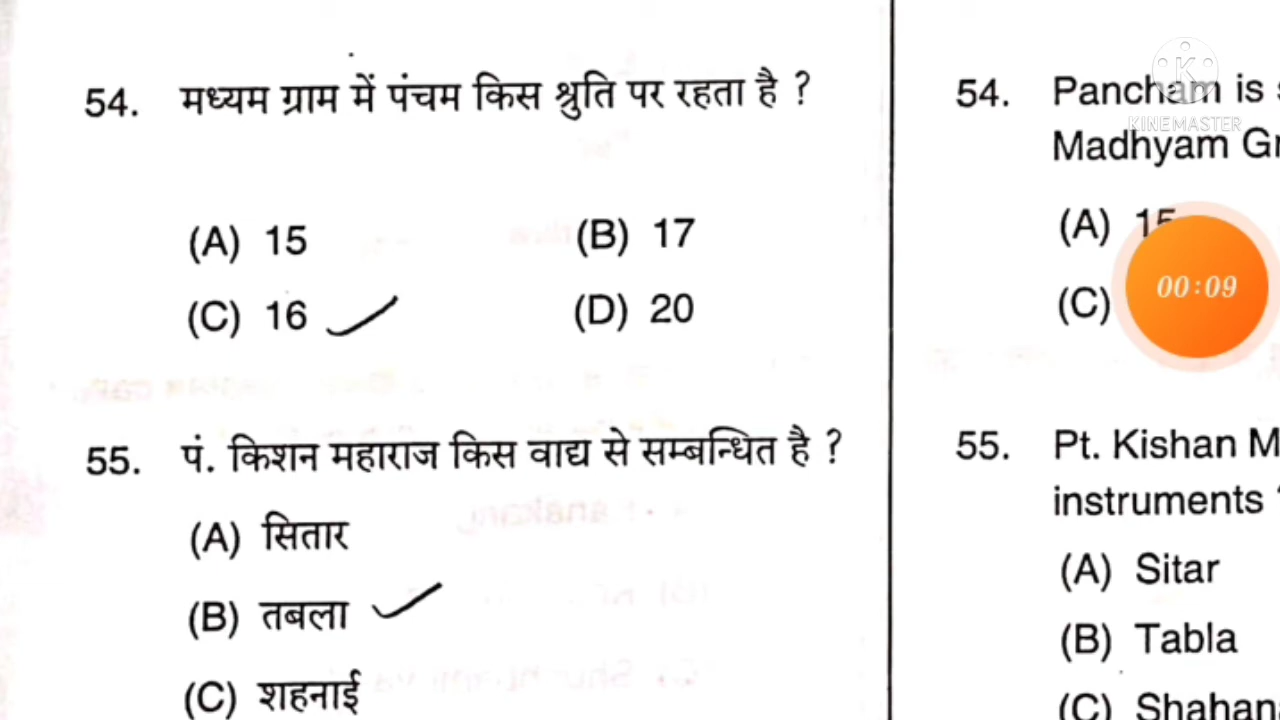 54. मध्यम ग्राम में पंचम किस श्रुति पर रहता है ?
(A) 15 (B) 17
(C) 16 (D) 20
55. पं. किशन महाराज किस वाद्य से सम्बन्धित है ?
(A) सितार
(B) तबला
(C) शहनाई
54. Pancham is
Madhyam
(A) 15
(C)
55. Pt. Kishan
instruments
(A) Sitar
(B) Tabla
(C)
KINEMASTER
00:09